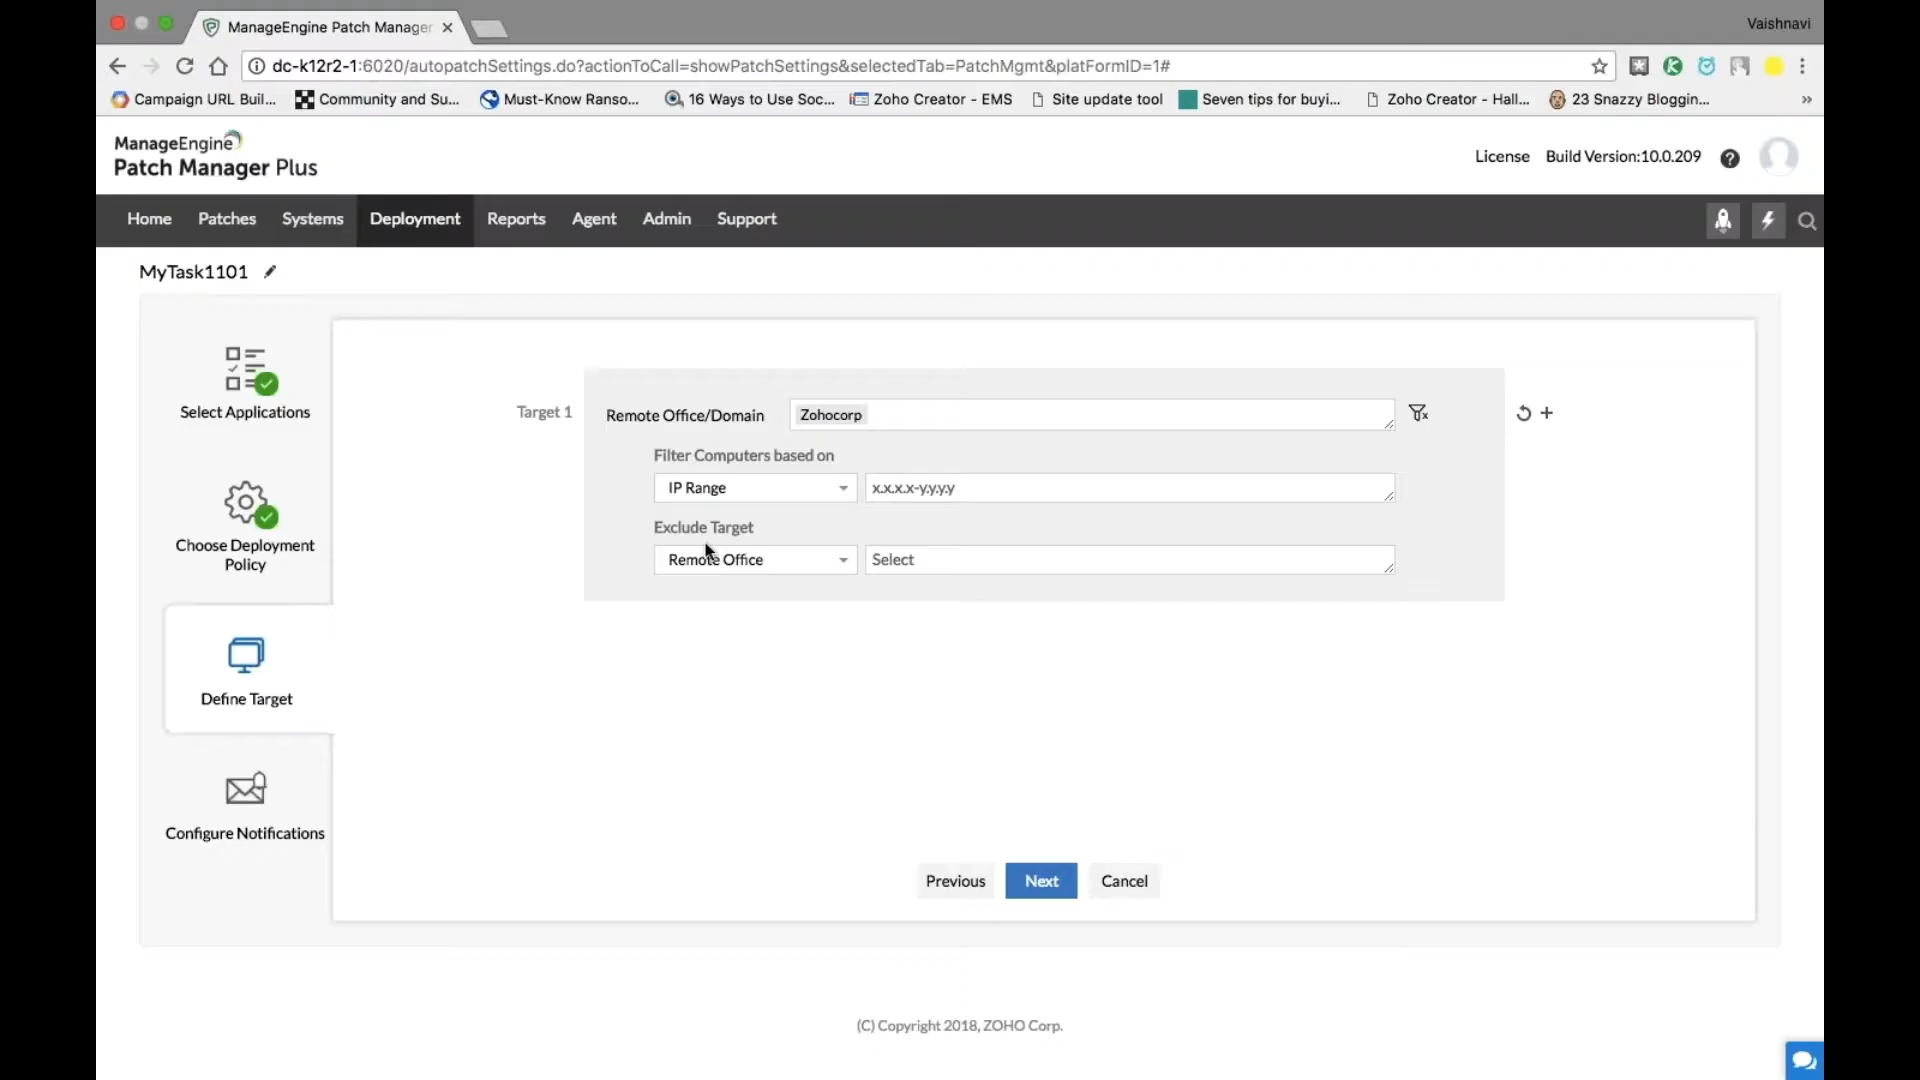 ManageEngine Patch Manager
Vaishnavi
dc-k12r2-1:6020/autopatchSettings.do?actionToCall=showPatchSettings&selectedTab=PatchMgmt&platFormID=1#
Campaign URL Buil... Community and Su... Must-Know Ranso... 16 Ways to Use Soc... Zoho Creator - EMS Site update tool Seven tips for buyi... Zoho Creator - Hall... 23 Snazzy Bloggin... »
ManageEngine
Patch Manager Plus
License Build Version:10.0.209 ?
Home Patches Systems Deployment Reports Agent Admin Support
MyTask1101
Select Applications
Choose Deployment
Policy
Define Target
Configure Notifications
Target 1 Remote Office/Domain Zohocorp
Filter Computers based on
IP Range x.x.x.x-y.y.y.y
Exclude Target
Remote Office Select
Previous Next Cancel
(C) Copyright 2018, ZOHO Corp.